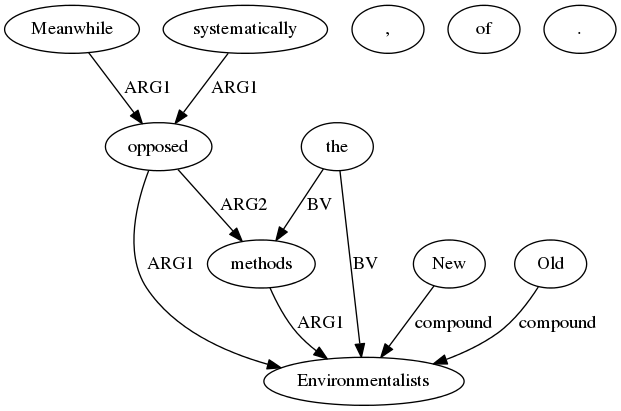 Meanwhile systematically , of .
ARG1 ARG1
opposed the
ARG2 BV
ARG1 methods BV New Old
ARG1 compound compound
Environmentalists